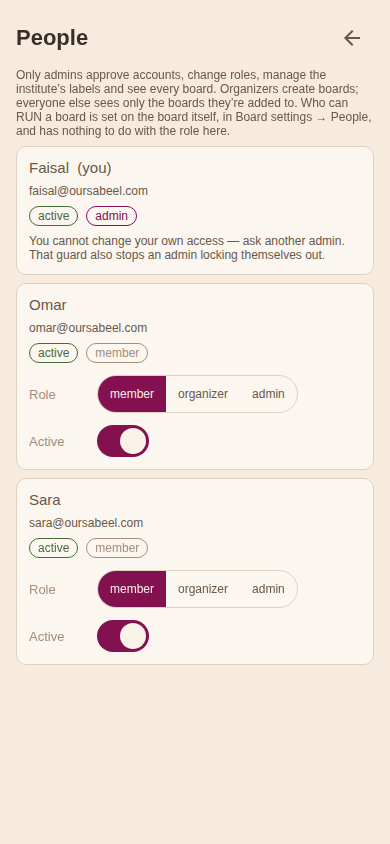 People
Only admins approve accounts, change roles, manage the
institute's labels and see every board. Organizers create boards;
everyone else sees only the boards they're added to. Who can
RUN a board is set on the board itself, in Board settings → People,
and has nothing to do with the role here.
Faisal (you)
faisal@oursabeel.com
active admin
You cannot change your own access — ask another admin.
That guard also stops an admin locking themselves out.
Omar
omar@oursabeel.com
active member
Role member organizer admin
Active
Sara
sara@oursabeel.com
active member
Role member organizer admin
Active